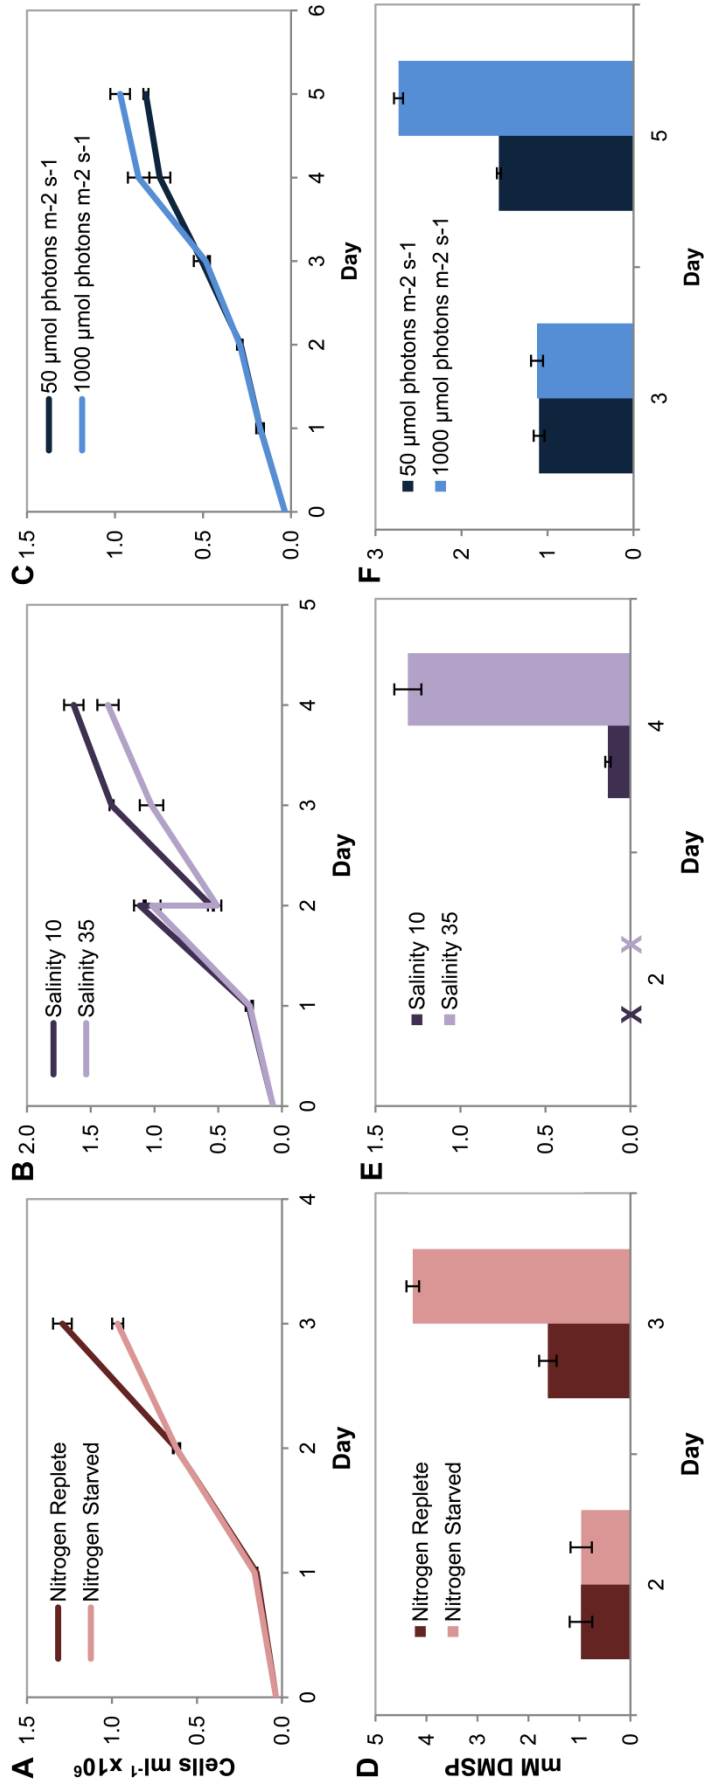 A
Cells ml-1 x106
1.5
1.0
0.5
0.0
Nitrogen Replete
Nitrogen Starved
0 1 2 3 4
Day
B
2.0
1.5
1.0
0.5
0.0
Salinity 10
Salinity 35
0 1 2 3 4 5
Day
C
1.5
1.0
0.5
0.0
50 µmol photons m-2 s-1
1000 µmol photons m-2 s-1
0 1 2 3 4 5 6
Day
D
mM DMSP
5
4
3
2
1
0
Nitrogen Replete
Nitrogen Starved
2 3
Day
E
1.5
1.0
0.5
0.0
Salinity 10
Salinity 35
X X
2 4
Day
F
3
2
1
0
50 µmol photons m-2 s-1
1000 µmol photons m-2 s-1
3 5
Day